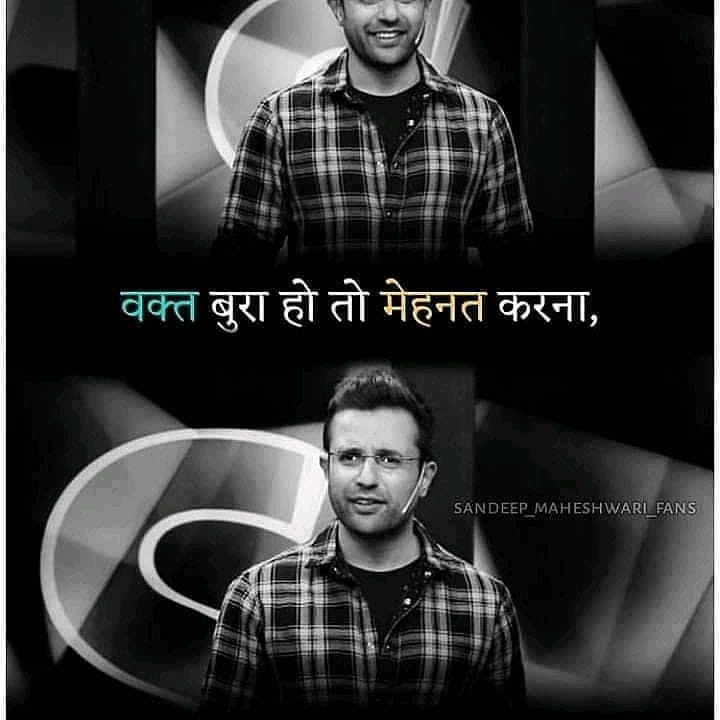 वक्त बुरा हो तो मेहनत करना,
SANDEEP_MAHESHWARI_FANS